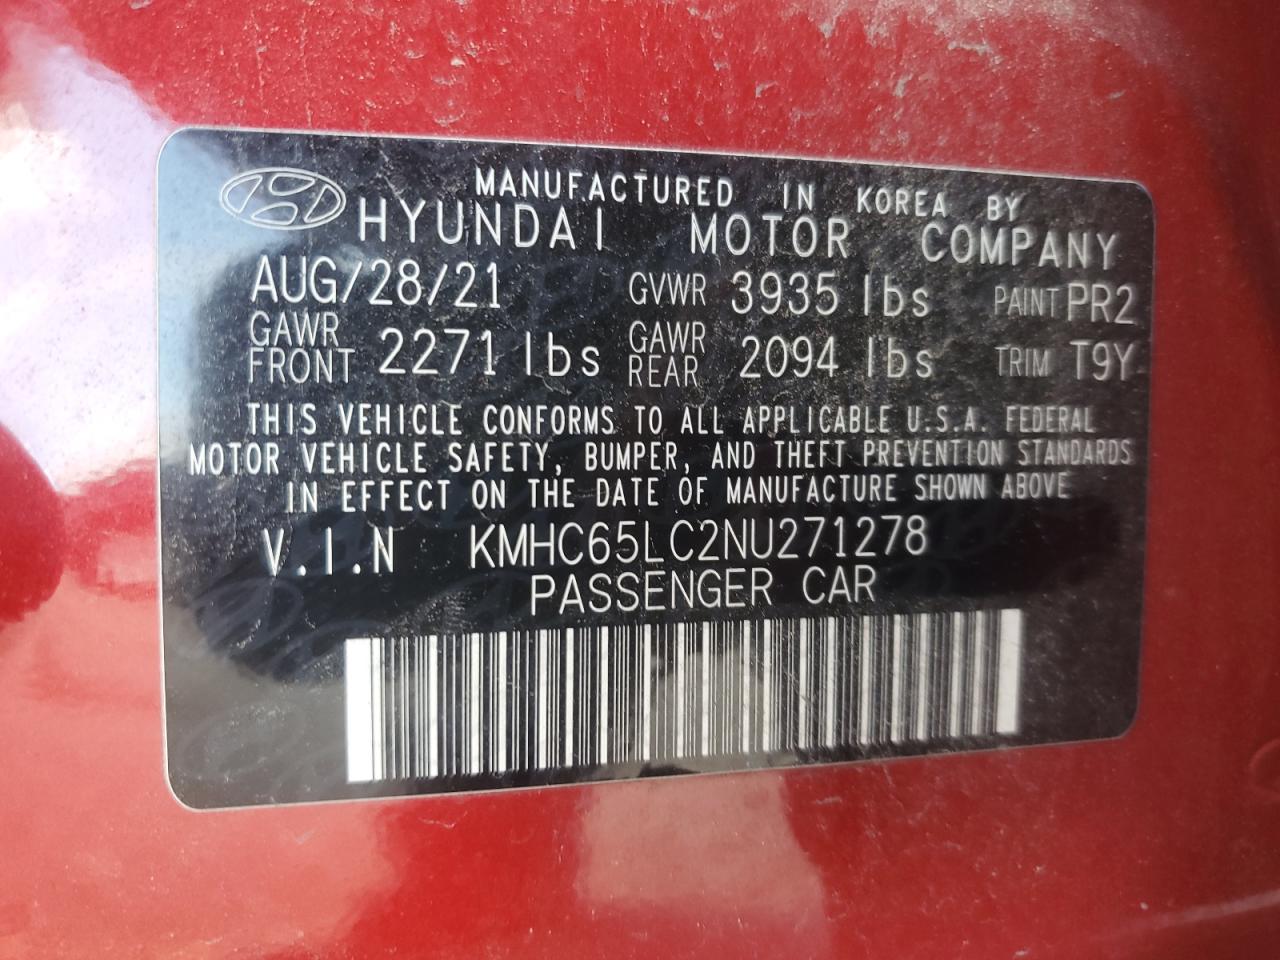 MANUFACTURED IN KOREA BY
HYUNDAI MOTOR COMPANY
AUG/28/21 GVWR 3935 lbs PAINT PR2
GAWR FRONT 2271 lbs GAWR REAR 2094 lbs TRIM T9Y
THIS VEHICLE CONFORMS TO ALL APPLICABLE U.S.A. FEDERAL
MOTOR VEHICLE SAFETY, BUMPER, AND THEFT PREVENTION STANDARDS
IN EFFECT ON THE DATE OF MANUFACTURE SHOWN ABOVE
V.I.N KMHC65LC2NU271278
PASSENGER CAR